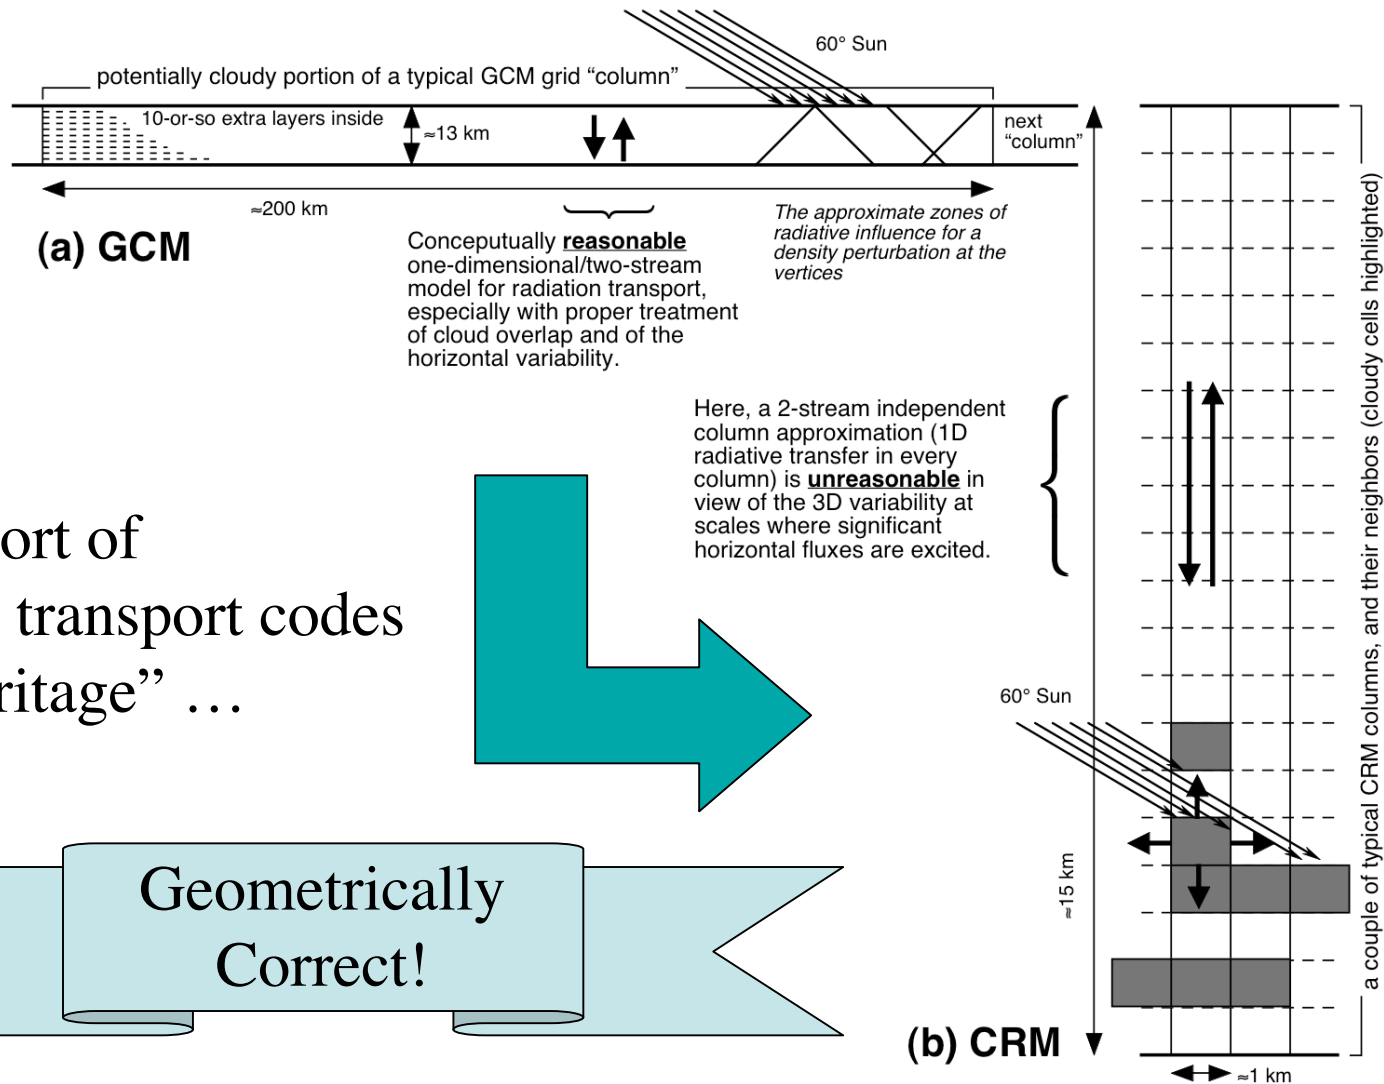 60° Sun
potentially cloudy portion of a typical GCM grid “column”
10-or-so extra layers inside
≈13 km
next
“column”
≈200 km
(a) GCM
Conceputually reasonable
one-dimensional/two-stream
model for radiation transport,
especially with proper treatment
of cloud overlap and of the
horizontal variability.
The approximate zones of
radiative influence for a
density perturbation at the
vertices
Here, a 2-stream independent
column approximation (1D
radiative transfer in every
column) is unreasonable in
view of the 3D variability at
scales where significant
horizontal fluxes are excited.
ort of
transport codes
ritage” …
60° Sun
≈15 km
a couple of typical CRM columns, and their neighbors (cloudy cells highlighted)
Geometrically
Correct!
(b) CRM
≈1 km